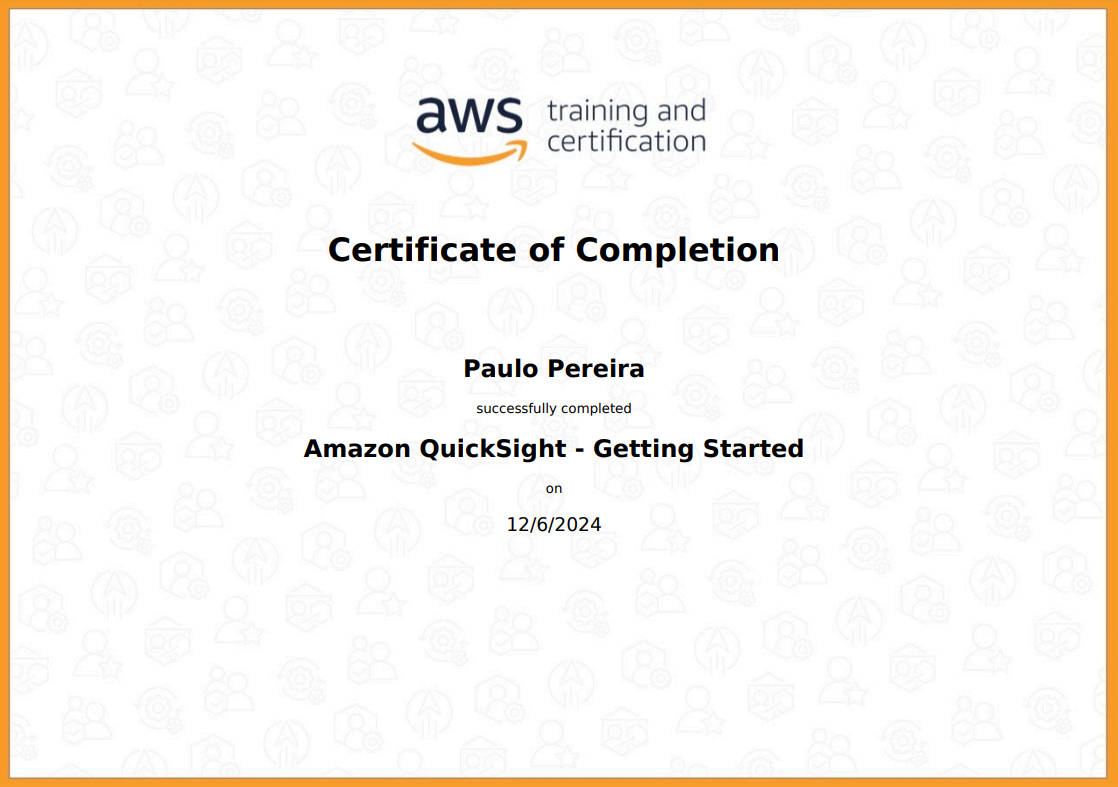 aws training and
certification
Certificate of Completion
Paulo Pereira
successfully completed
Amazon QuickSight - Getting Started
on
12/6/2024